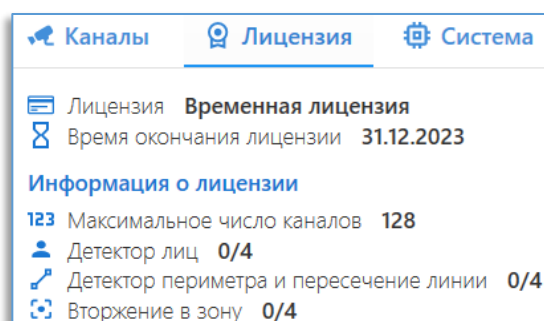 Каналы Лицензия Система
Лицензия Временная лицензия
Время окончания лицензии 31.12.2023
Информация о лицензии
123 Максимальное число каналов 128
Детектор лиц 0/4
Детектор периметра и пересечение линии 0/4
Вторжение в зону 0/4